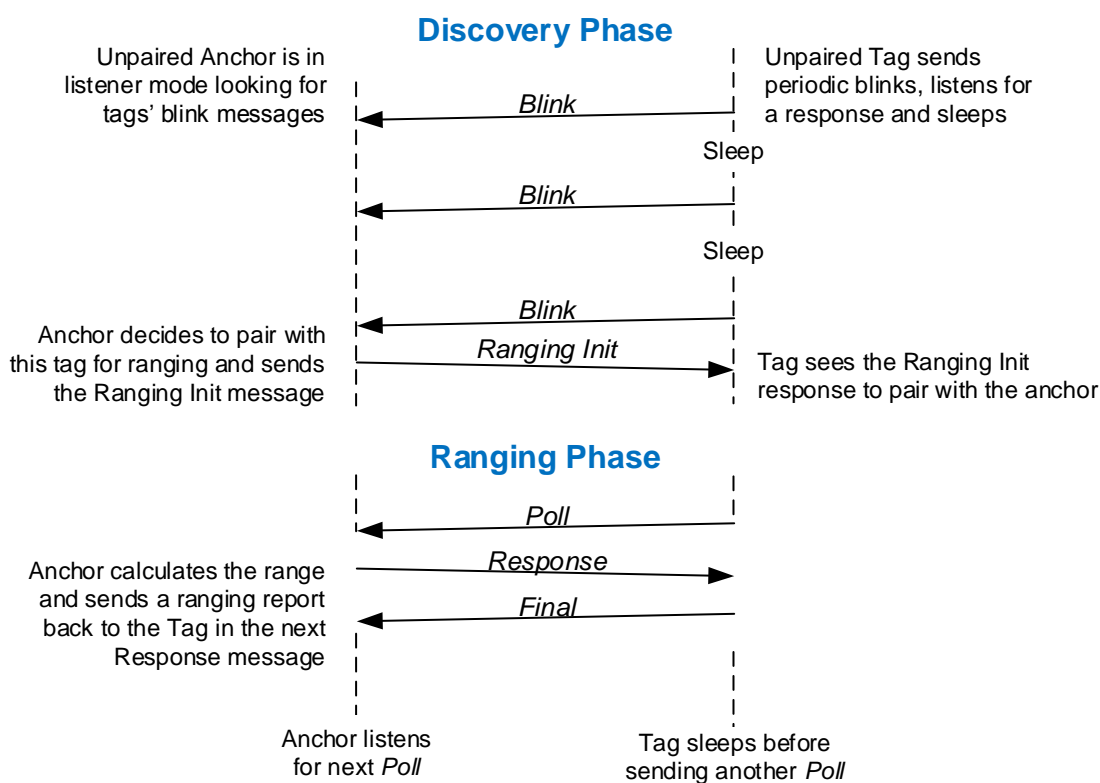 Discovery Phase
Unpaired Anchor is in
listener mode looking for
tags’ blink messages
Unpaired Tag sends
periodic blinks, listens for
a response and sleeps
Blink
Sleep
Blink
Sleep
Blink
Anchor decides to pair with
this tag for ranging and sends
the Ranging Init message
Ranging Init
Tag sees the Ranging Init
response to pair with the anchor
Ranging Phase
Poll
Response
Anchor calculates the range
and sends a ranging report
back to the Tag in the next
Response message
Final
Anchor listens
for next Poll
Tag sleeps before
sending another Poll